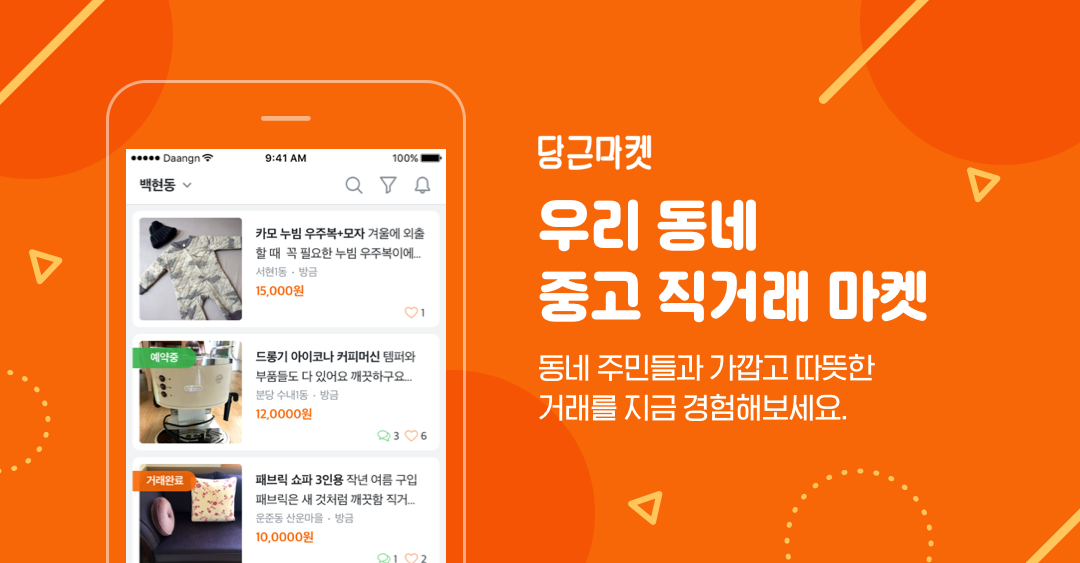 Daangn
9:41 AM
100%
백현동
카모 누빔 우주복+모자 겨울에 외출
할 때 꼭 필요한 누빔 우주복이에...
서현1동 · 방금
15,000원
1
예약중
드롱기 아이코나 커피머신 템퍼와
부품들도 다 있어요 깨끗하구요...
분당 수내1동 · 방금
12,0000원
3
6
거래완료
패브릭 쇼파 3인용 작년 여름 구입
패브릭은 새 것처럼 깨끗함 직거...
운준동 산운마을 · 방금
10,0000원
1
2
당근마켓
우리 동네
중고 직거래 마켓
동네 주민들과 가깝고 따뜻한
거래를 지금 경험해보세요.